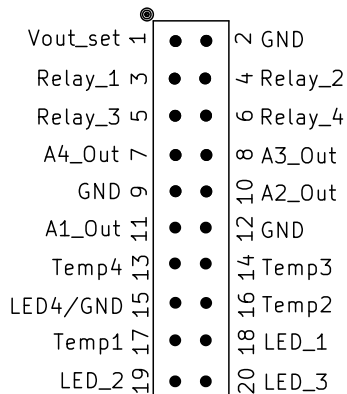 Vout_set 1 2 GND
Relay_1 3 4 Relay_2
Relay_3 5 6 Relay_4
A4_Out 7 8 A3_Out
GND 9 10 A2_Out
A1_Out 11 12 GND
Temp4 13 14 Temp3
LED4/GND 15 16 Temp2
Temp1 17 18 LED_1
LED_2 19 20 LED_3